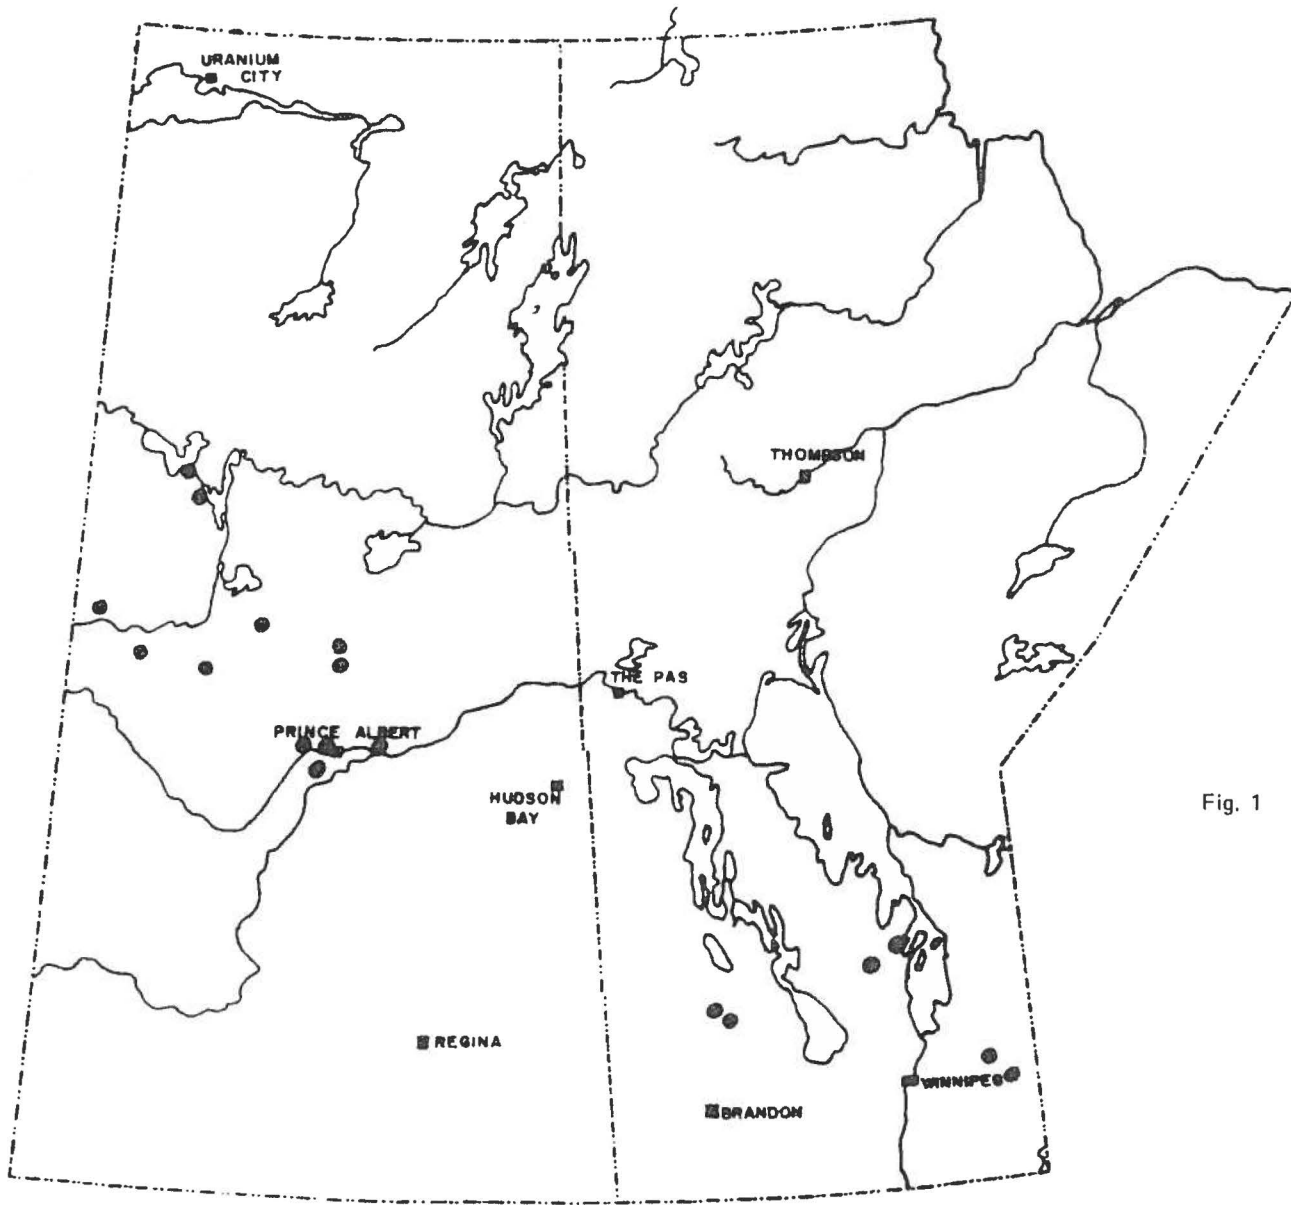 URANIUM
CITY
THOMPSON
THE PAS
PRINCE ALBERT
HUDSON
BAY
Fig. 1
REGINA
WINNIPEG
BRANDON